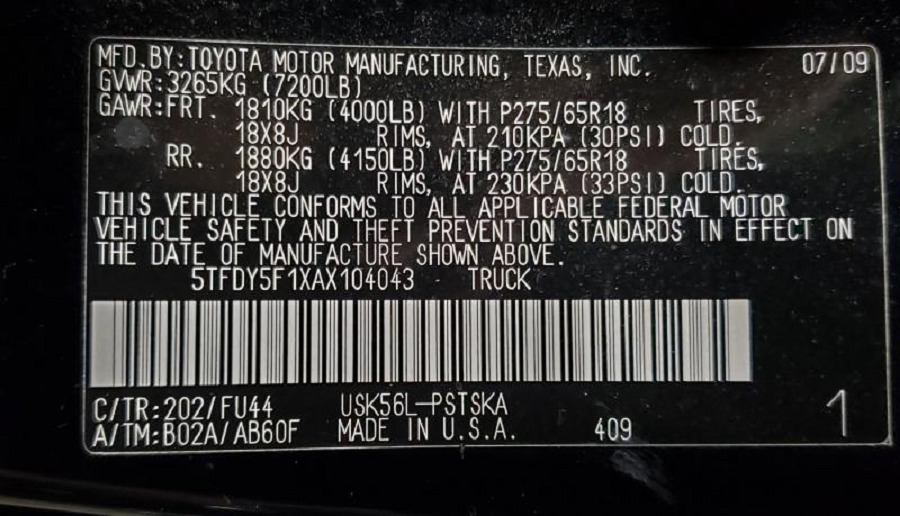 MFD. BY: TOYOTA MOTOR MANUFACTURING, TEXAS, INC. 07/09
GVWR: 3265KG (7200LB)
GAWR: FRT. 1810KG (4000LB) WITH P275/65R18 TIRES,
18X8J RIMS, AT 210KPA (30PSI) COLD.
RR. 1880KG (4150LB) WITH P275/65R18 TIRES,
18X8J RIMS, AT 230KPA (33PSI) COLD.
THIS VEHICLE CONFORMS TO ALL APPLICABLE FEDERAL MOTOR
VEHICLE SAFETY AND THEFT PREVENTION STANDARDS IN EFFECT ON
THE DATE OF MANUFACTURE SHOWN ABOVE.
5TFDY5F1XAX104043 TRUCK
C/TR: 202/FU44 USK56L-PSTSKA 1
A/TM: B02A/AB60F MADE IN U.S.A. 409